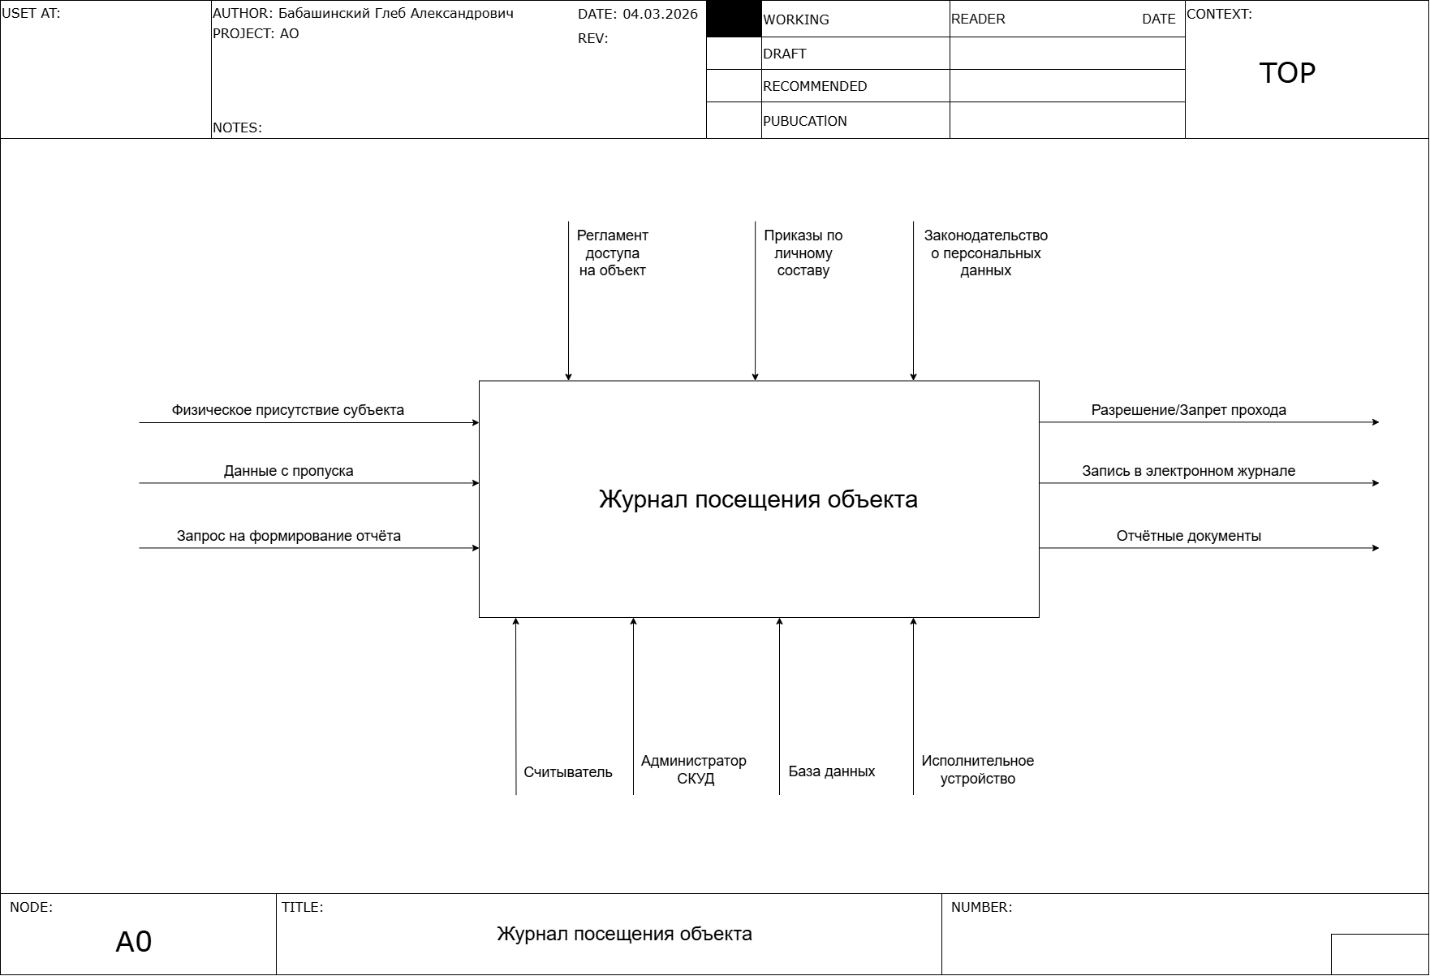 USET AT:
AUTHOR: Бабашинский Глеб Александрович
PROJECT: AO
DATE: 04.03.2026
REV:
NOTES:
WORKING
DRAFT
RECOMMENDED
PUBUCATlON
READER
DATE
CONTEXT:
TOP
Регламент
доступа
на объект
Приказы по
личному
составу
Законодательство
о персональных
данных
Физическое присутствие субъекта
Данные с пропуска
Запрос на формирование отчёта
Журнал посещения объекта
Разрешение/Запрет прохода
Запись в электронном журнале
Отчётные документы
Считыватель
Администратор
СКУД
База данных
Исполнительное
устройство
NODE:
A0
TITLE:
Журнал посещения объекта
NUMBER: